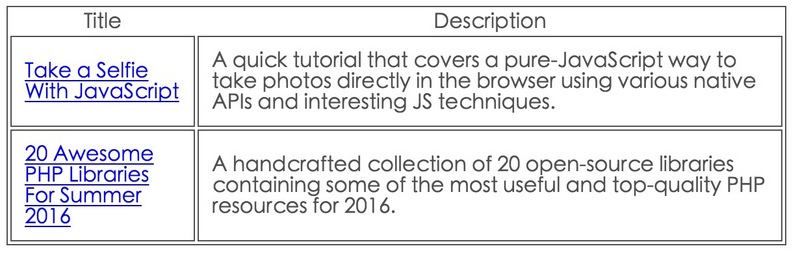 Title Description
Take a Selfie
With JavaScript
A quick tutorial that covers a pure-JavaScript way to
take photos directly in the browser using various native
APIs and interesting JS techniques.
20 Awesome
PHP Libraries
For Summer
2016
A handcrafted collection of 20 open-source libraries
containing some of the most useful and top-quality PHP
resources for 2016.